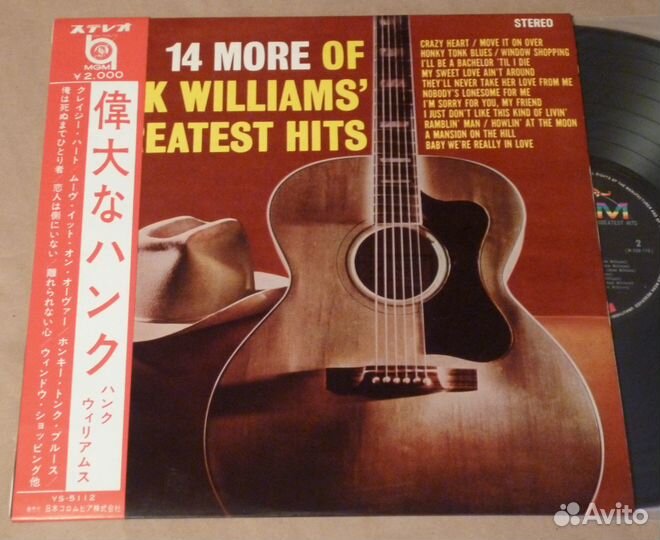 ステレオ
MGM
¥2,000
偉大なハンク
ハンク
ウィリアムス
クレイジー・ハート ムーヴ・イット・オン・オーヴァー/ホンキー・トンク・ブルース/
俺は死ぬまでひとり者/恋人は側にいない/離れられない心/ウィンドウ・ショッピング他
YS-5112
発売元 日本コロムビア株式会社
STEREO
14 MORE OF
K WILLIAMS'
EATEST HITS
CRAZY HEART / MOVE IT ON OVER
HONKY TONK BLUES / WINDOW SHOPPING
I'LL BE A BACHELOR 'TIL I DIE
MY SWEET LOVE AIN'T AROUND
THEY'LL NEVER TAKE HER LOVE FROM ME
NOBODY'S LONESOME FOR ME
I'M SORRY FOR YOU, MY FRIEND
I JUST DON'T LIKE THIS KIND OF LIVIN'
RAMBLIN' MAN / HOWLIN' AT THE MOON
A MANSION ON THE HILL
BABY WE'RE REALLY IN LOVE
M
GREATEST HITS
2
Avito